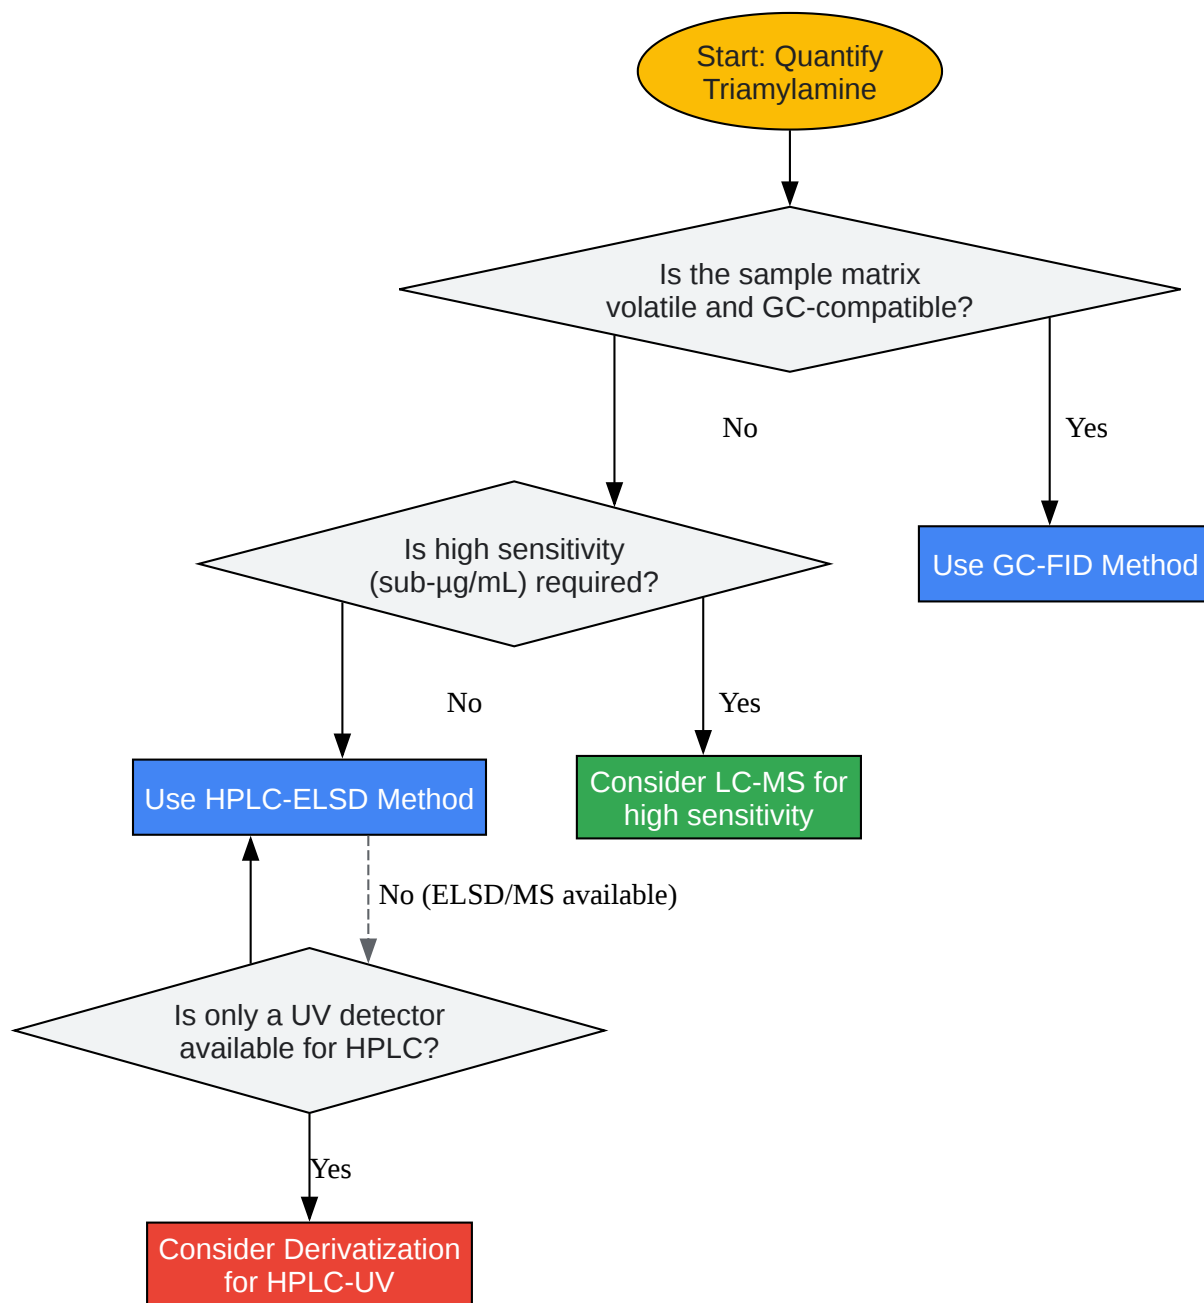 Start: Quantify
Triamylamine
Is the sample matrix
volatile and GC-compatible?
No
Yes
Is high sensitivity
(sub-µg/mL) required?
Use GC-FID Method
No
Yes
Use HPLC-ELSD Method
Consider LC-MS for
high sensitivity
No (ELSD/MS available)
Is only a UV detector
available for HPLC?
Yes
Consider Derivatization
for HPLC-UV